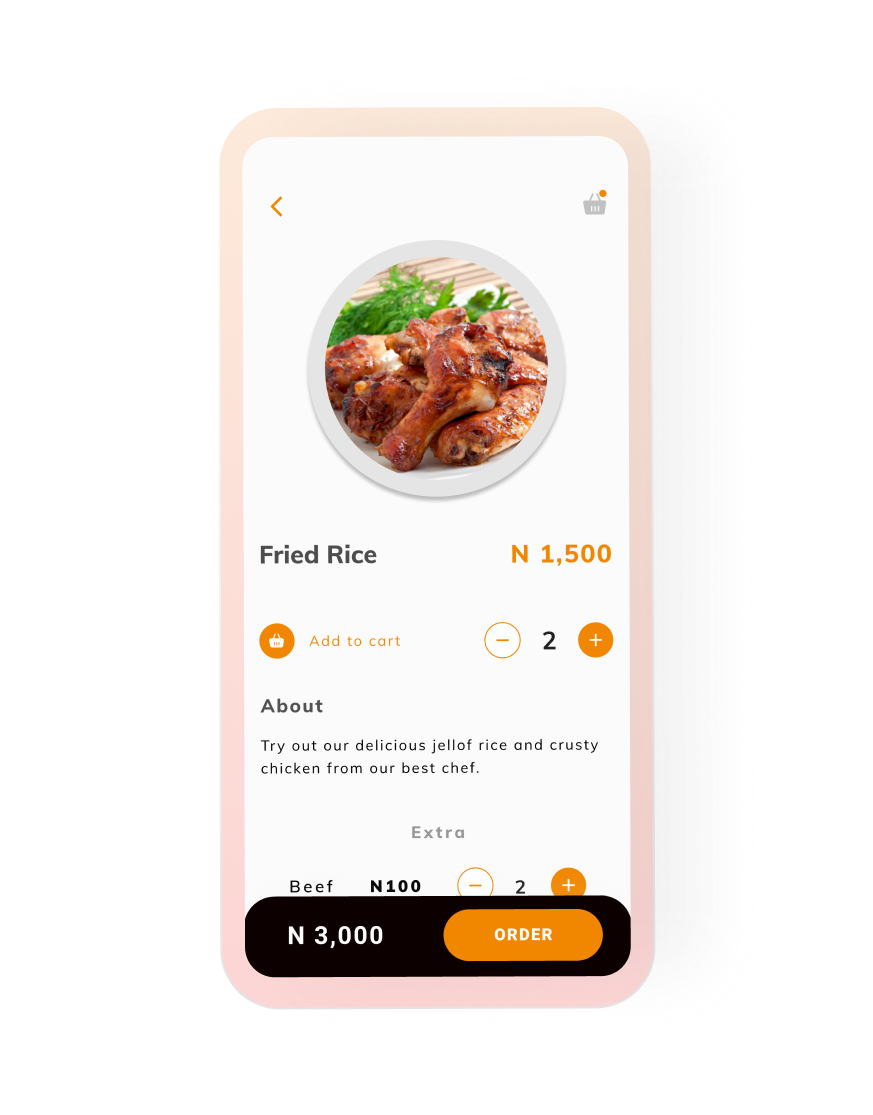 Fried Rice N 1,500
Add to cart 2
About
Try out our delicious jellof rice and crusty
chicken from our best chef.
Extra
Beef N100 2
N 3,000 ORDER